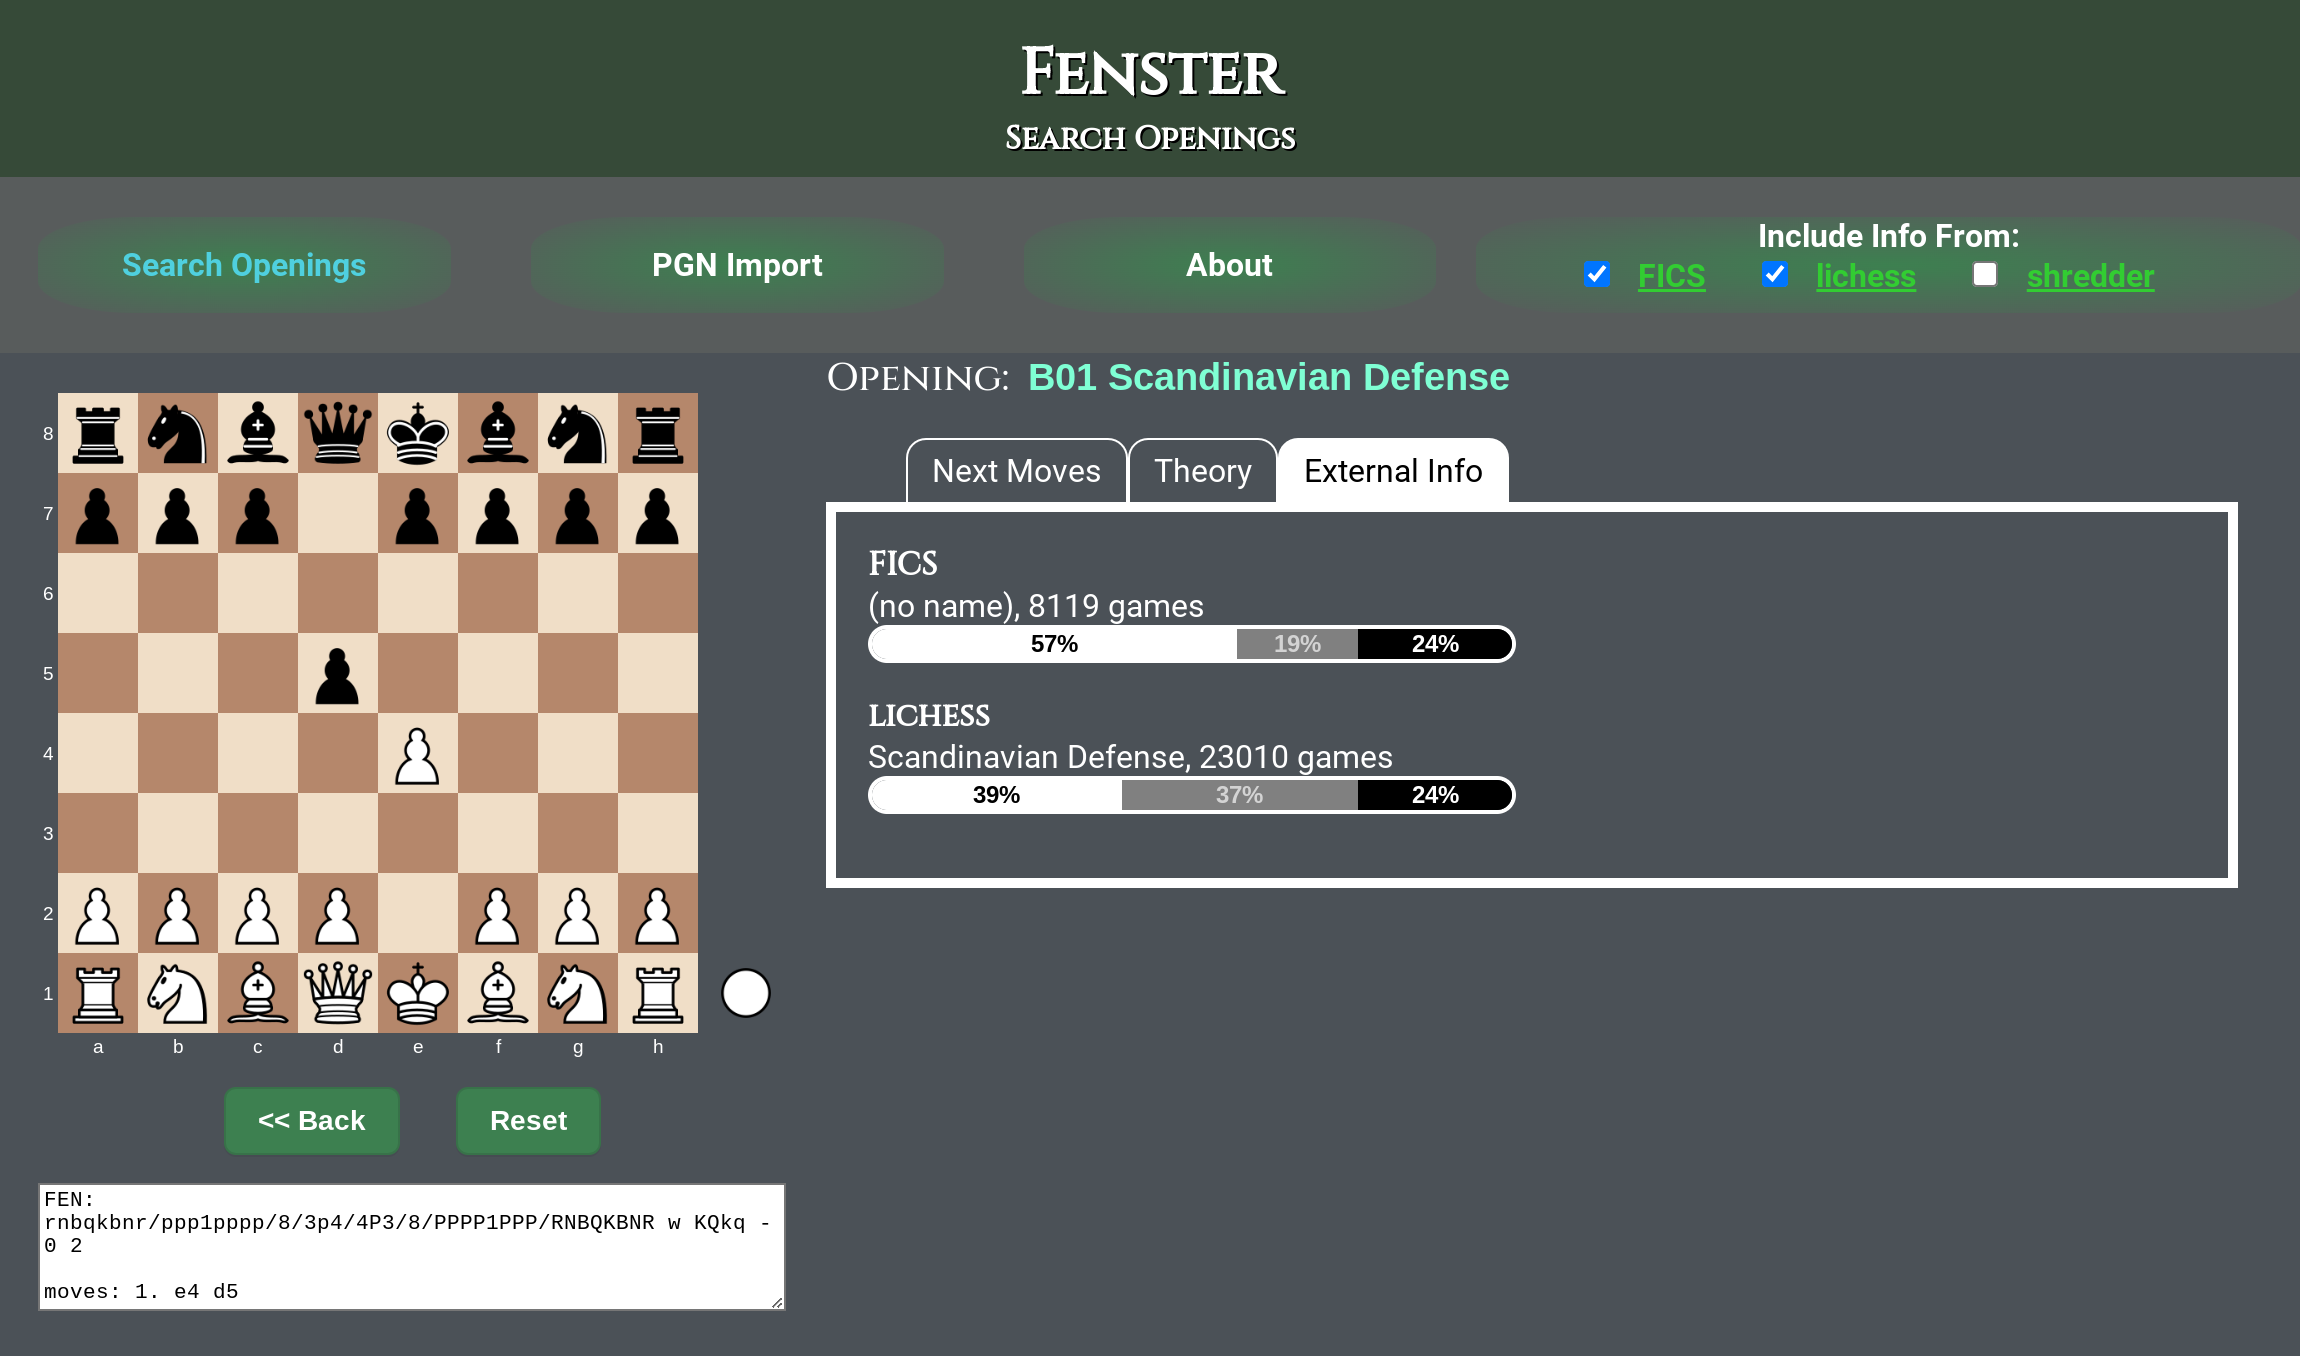 Fenster
Search Openings
Search Openings
PGN Import
About
Include Info From:
FICS lichess shredder
Opening: B01 Scandinavian Defense
Next Moves
Theory
External Info
FICS
(no name), 8119 games
57% 19% 24%
LICHESS
Scandinavian Defense, 23010 games
39% 37% 24%
8
7
6
5
4
3
2
1
a b c d e f g h
<< Back
Reset
FEN:
rnbqkbnr/ppp1pppp/8/3p4/4P3/8/PPPP1PPP/RNBQKBNR w KQkq -
0 2
moves: 1. e4 d5